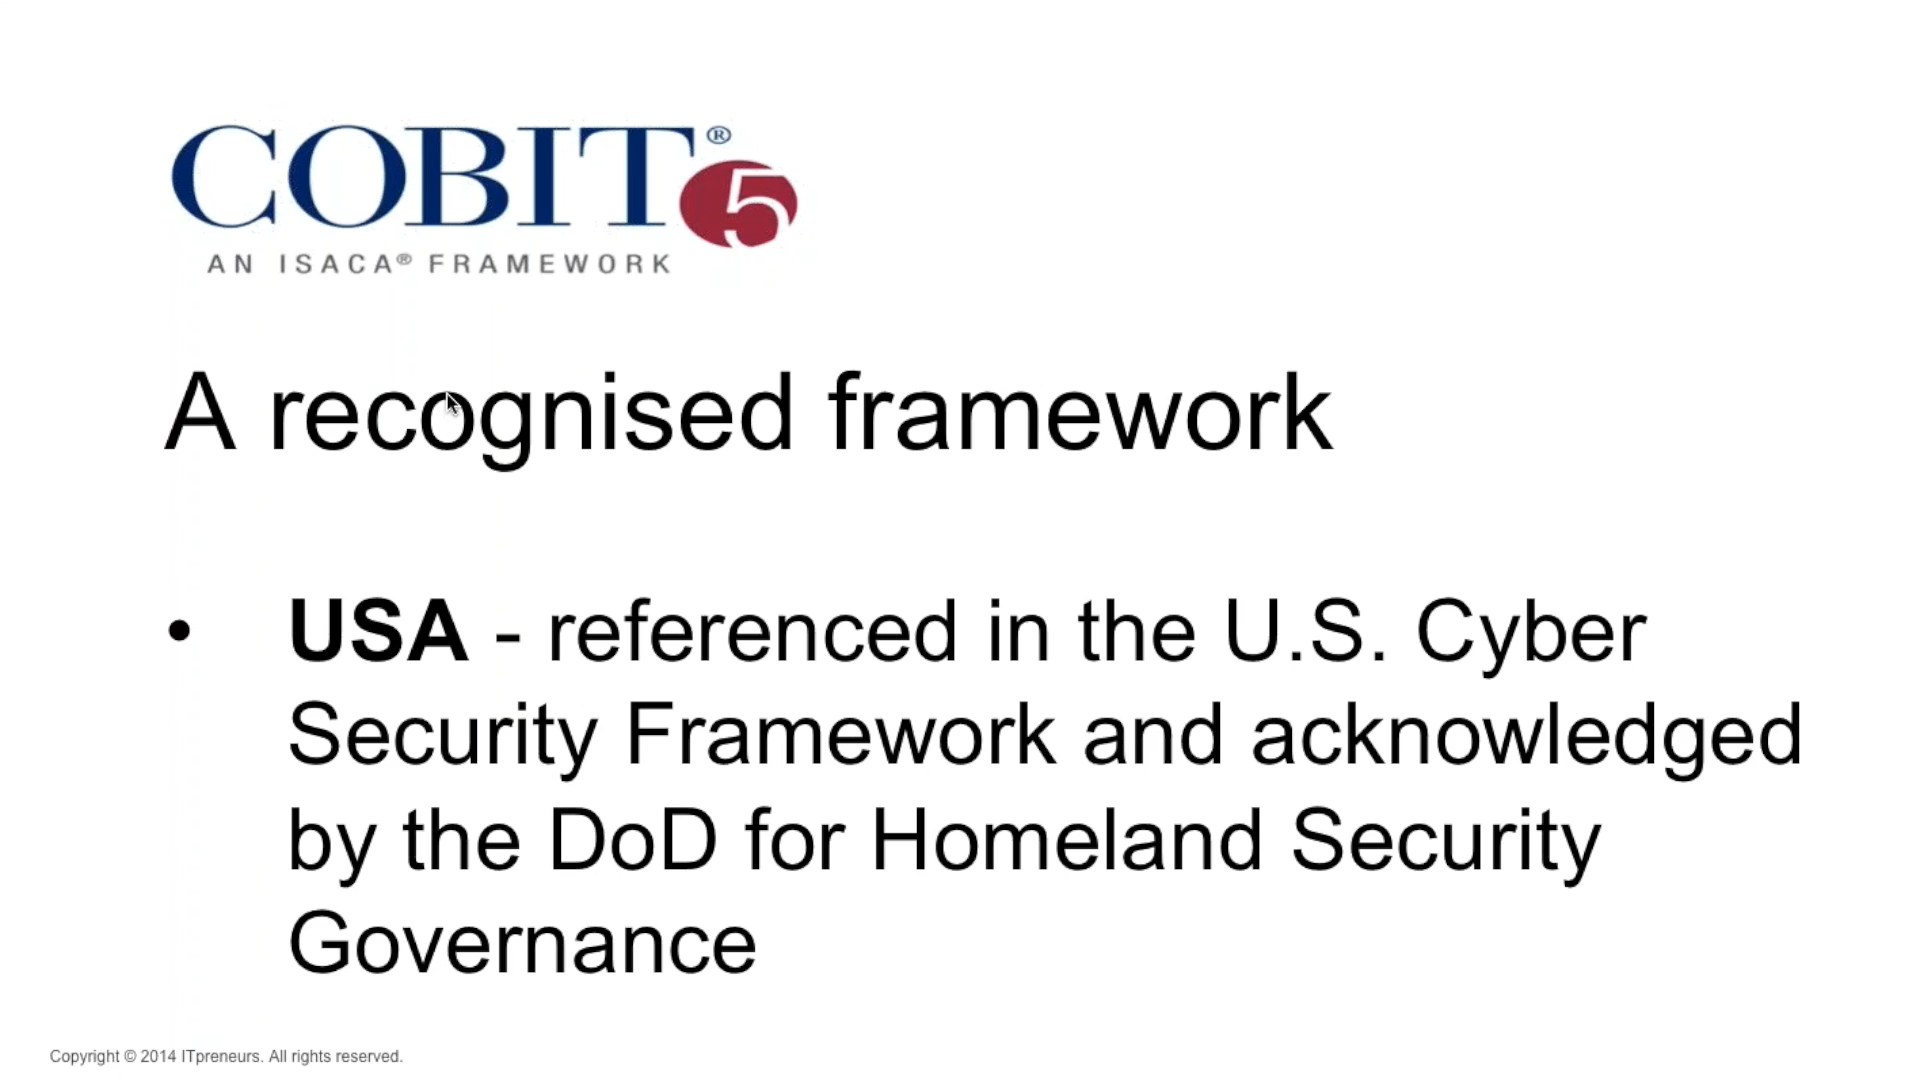 COBIT® 5
AN ISACA® FRAMEWORK
A recognised framework
• USA - referenced in the U.S. Cyber
Security Framework and acknowledged
by the DoD for Homeland Security
Governance
Copyright © 2014 ITpreneurs. All rights reserved.